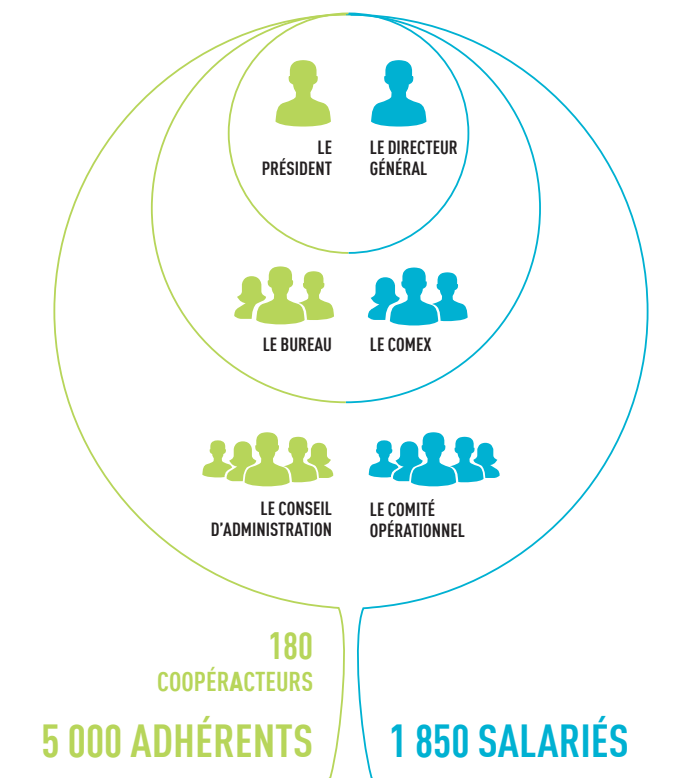 LE
PRÉSIDENT
LE DIRECTEUR
GÉNÉRAL
LE BUREAU
LE COMEX
LE CONSEIL
D'ADMINISTRATION
LE COMITÉ
OPÉRATIONNEL
180
COOPÉRACTEURS
5 000 ADHÉRENTS
1 850 SALARIÉS